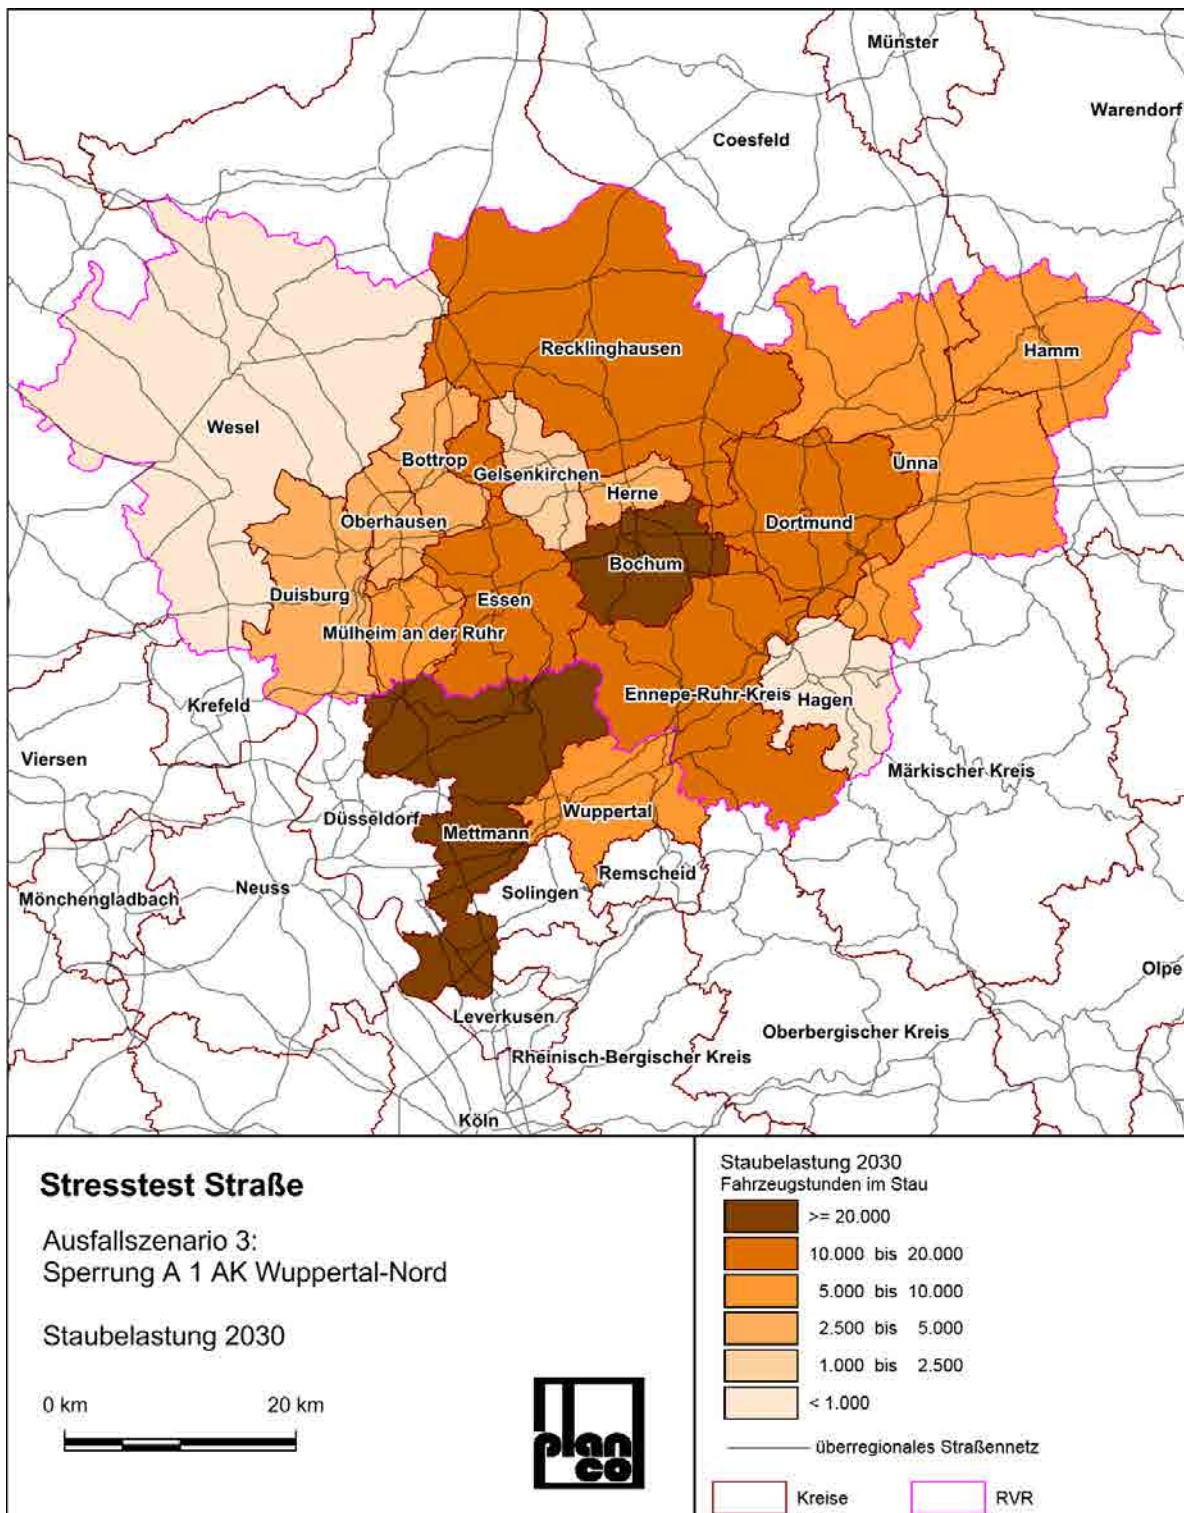 Münster
Warendorf
Coesfeld
Recklinghausen
Hamm
Wesel
Bottrop
Gelsenkirchen
Unna
Herne
Oberhausen
Dortmund
Bochum
Duisburg
Essen
Mülheim an der Ruhr
Ennepe-Ruhr-Kreis
Hagen
Krefeld
Viersen
Märkischer Kreis
Düsseldorf
Wuppertal
Mettmann
Remscheid
Neuss
Solingen
Mönchengladbach
Olpe
Leverkusen
Oberbergischer Kreis
Rheinisch-Bergischer Kreis
Köln
Stresstest Straße
Ausfallszenario 3:
Sperrung A 1 AK Wuppertal-Nord
Staubelastung 2030
0 km 20 km
plan
co
Staubelastung 2030
Fahrzeugstunden im Stau
>= 20.000
10.000 bis 20.000
5.000 bis 10.000
2.500 bis 5.000
1.000 bis 2.500
< 1.000
überregionales Straßennetz
Kreise RVR